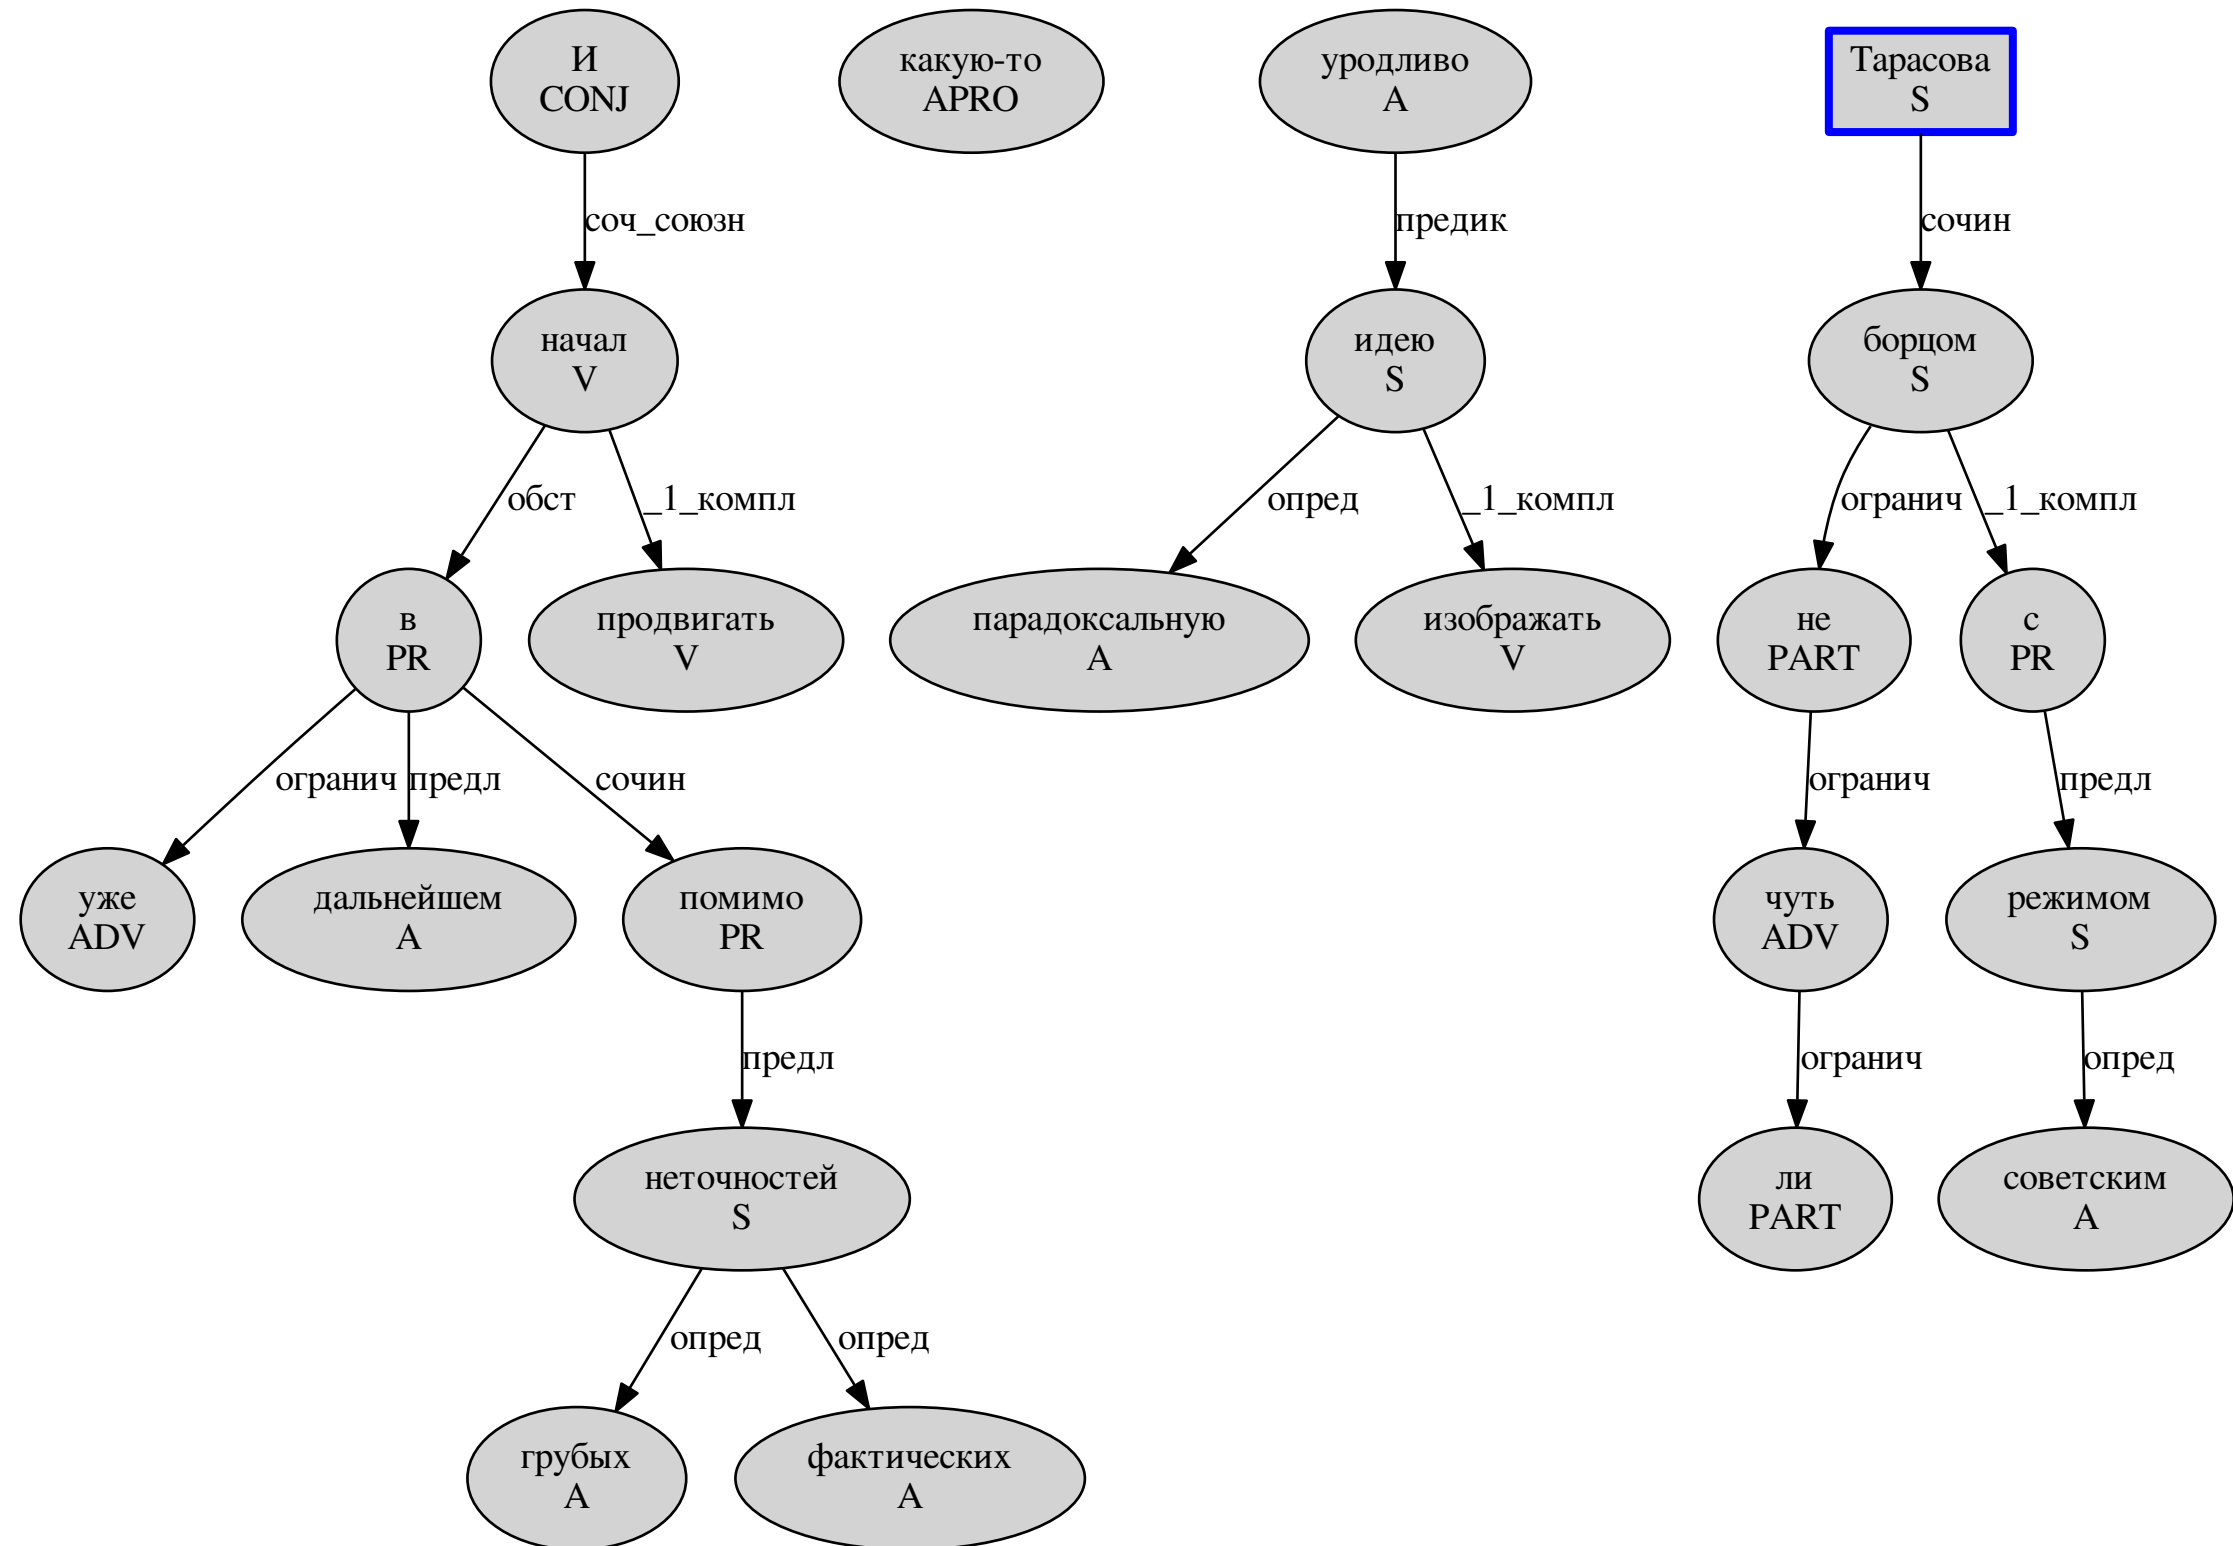 И
CONJ
какую-то
APRO
уродливо
A
Тарасова
S
соч_союзн
предик
сочин
начал
V
идею
S
борцом
S
обст
_1_компл
опред
_1_компл
огранич
_1_компл
в
PR
продвигать
V
парадоксальную
A
изображать
V
не
PART
с
PR
огранич
предл
сочин
огранич
предл
уже
ADV
дальнейшем
A
помимо
PR
чуть
ADV
режимом
S
предл
огранич
опред
неточностей
S
ли
PART
советским
A
опред
опред
грубых
A
фактических
A